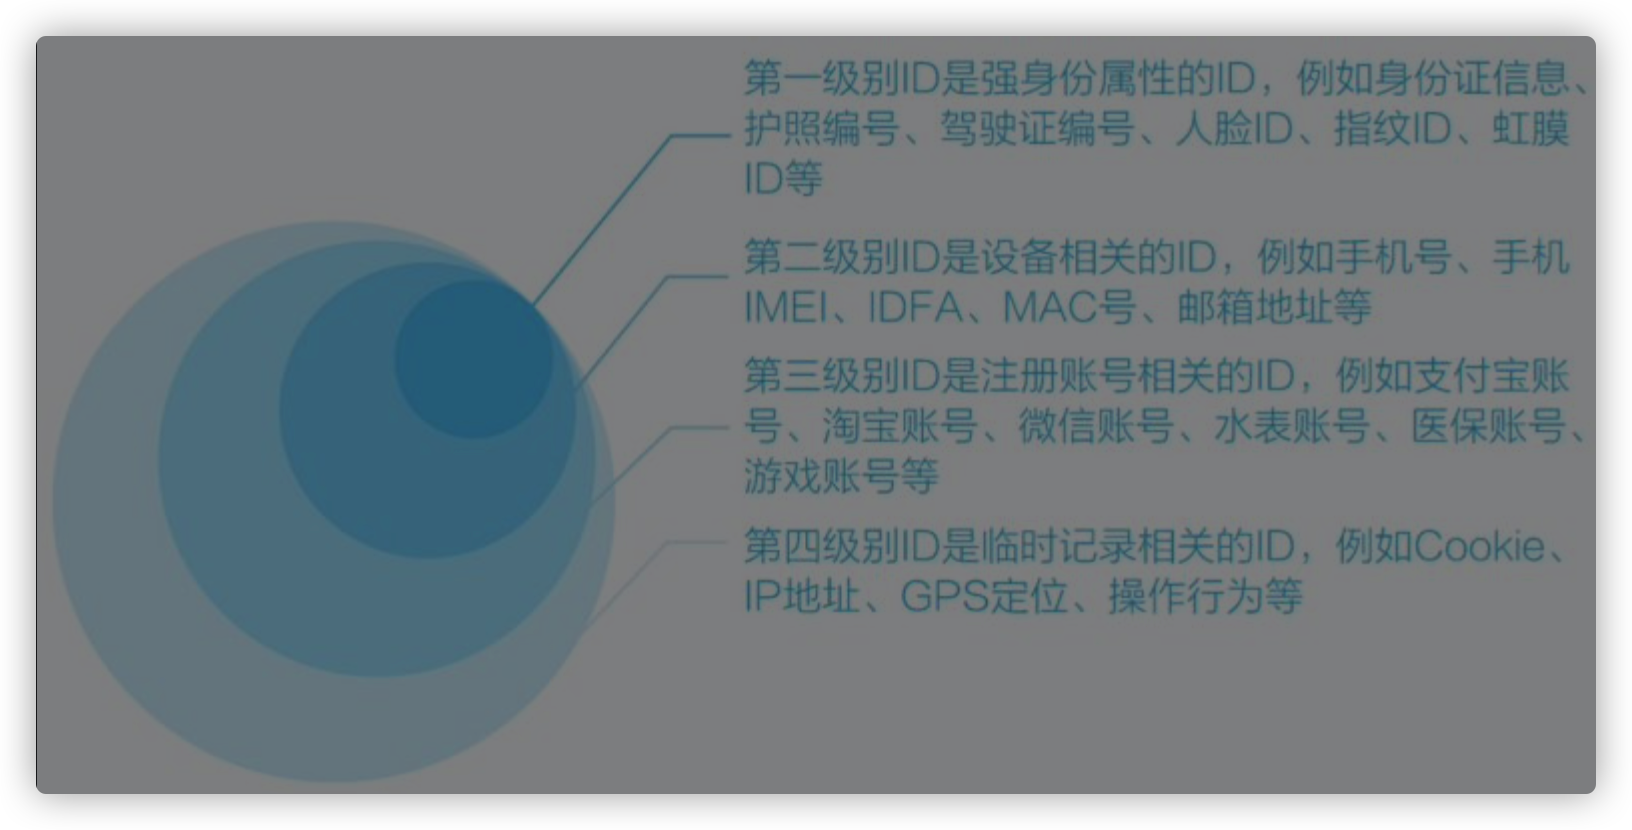 第一级别ID是强身份属性的ID，例如身份证信息、
护照编号、驾驶证编号、人脸ID、指纹ID、虹膜
ID等
第二级别ID是设备相关的ID，例如手机号、手机
IMEI、IDFA、MAC号、邮箱地址等
第三级别ID是注册账号相关的ID，例如支付宝账
号、淘宝账号、微信账号、水表账号、医保账号、
游戏账号等
第四级别ID是临时记录相关的ID，例如Cookie、
IP地址、GPS定位、操作行为等